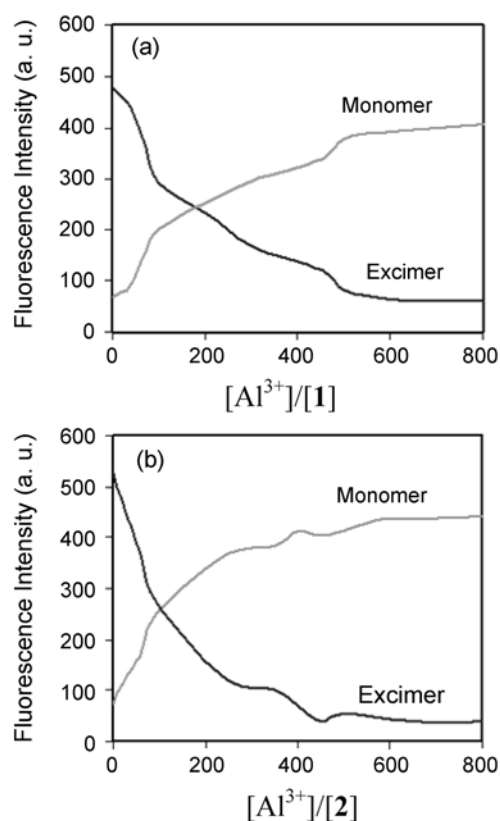 Fluorescence Intensity (a. u.)
600
500
400
300
200
100
0
(a)
Monomer
Excimer
0 200 400 600 800
[Al³⁺]/[1]
Fluorescence Intensity (a. u.)
600
500
400
300
200
100
0
(b)
Monomer
Excimer
0 200 400 600 800
[Al³⁺]/[2]